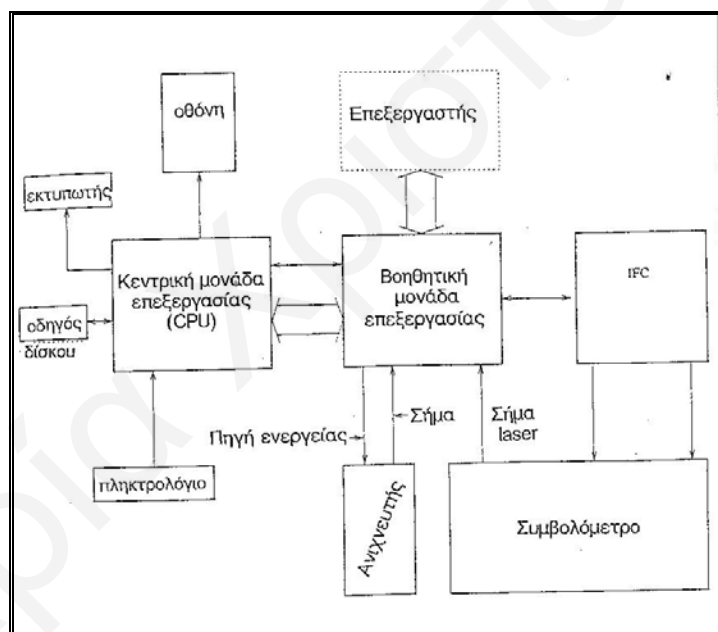 οθόνη
Επεξεργαστής
εκτυπωτής
Κεντρική μονάδα
επεξεργασίας
(CPU)
Βοηθητική
μονάδα
επεξεργασίας
IFC
οδηγός
δίσκου
Πηγή ενεργείας
Σήμα
Σήμα
laser
πληκτρολόγιο
Ανιχνευτής
Συμβολόμετρο